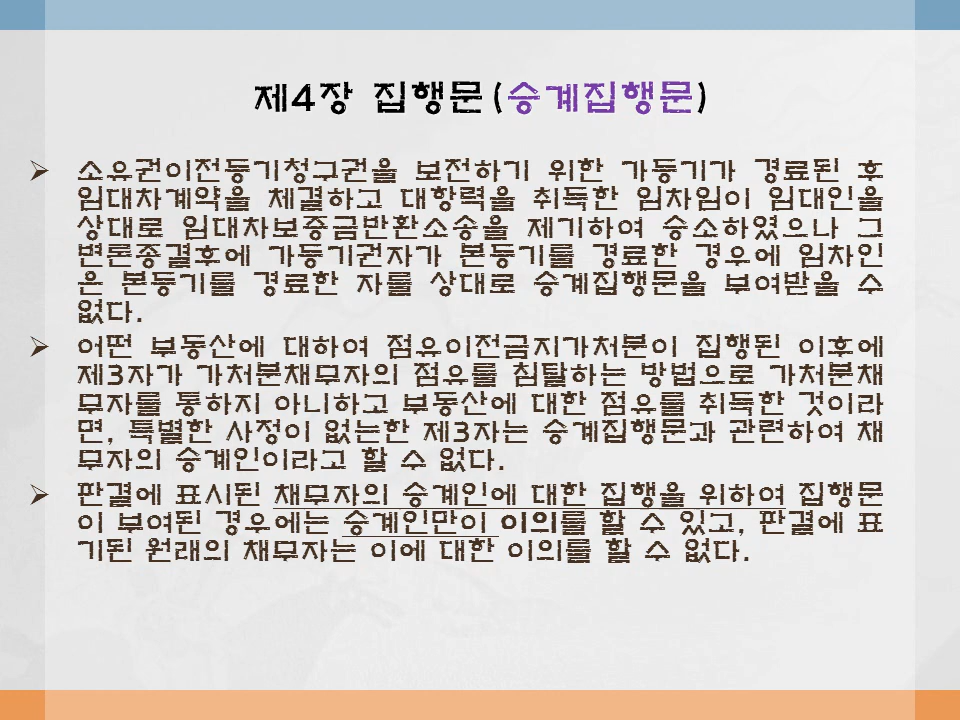 제4장 집행문(승계집행문)
➢ 소유권이전등기청구권을 보전하기 위한 가등기가 경료된 후
임대차계약을 체결하고 대항력을 취득한 임차임이 임대인을
상대로 임대차보증금반환소송을 제기하여 승소하였으나 그
변론종결후에 가등기권자가 본등기를 경료한 경우에 임차인
은 본등기를 경료한 자를 상대로 승계집행문을 부여받을 수
없다.
➢ 어떤 부동산에 대하여 점유이전금지가처분이 집행된 이후에
제3자가 가처분채무자의 점유를 침탈하는 방법으로 가처분채
무자를 통하지 아니하고 부동산에 대한 점유를 취득한 것이라
면, 특별한 사정이 없는한 제3자는 승계집행문과 관련하여 채
무자의 승계인이라고 할 수 없다.
➢ 판결에 표시된 채무자의 승계인에 대한 집행을 위하여 집행문
이 부여된 경우에는 승계인만이 이의를 할 수 있고, 판결에 표
기된 원래의 채무자는 이에 대한 이의를 할 수 없다.